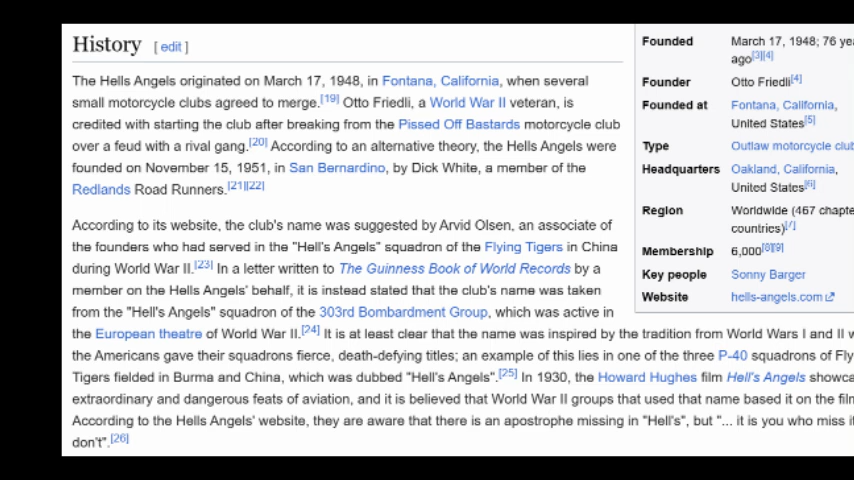 History [ edit ]
The Hells Angels originated on March 17, 1948, in Fontana, California, when several
small motorcycle clubs agreed to merge.[19] Otto Friedli, a World War II veteran, is
credited with starting the club after breaking from the Pissed Off Bastards motorcycle club
over a feud with a rival gang.[20] According to an alternative theory, the Hells Angels were
founded on November 15, 1951, in San Bernardino, by Dick White, a member of the
Redlands Road Runners.[21][22]
According to its website, the club's name was suggested by Arvid Olsen, an associate of
the founders who had served in the "Hell's Angels" squadron of the Flying Tigers in China
during World War II.[23] In a letter written to The Guinness Book of World Records by a
member on the Hells Angels' behalf, it is instead stated that the club's name was taken
from the "Hell's Angels" squadron of the 303rd Bombardment Group, which was active in
the European theatre of World War II.[24] It is at least clear that the name was inspired by the tradition from World Wars I and II w
the Americans gave their squadrons fierce, death-defying titles; an example of this lies in one of the three P-40 squadrons of Fly
Tigers fielded in Burma and China, which was dubbed "Hell's Angels".[25] In 1930, the Howard Hughes film Hell's Angels showca
extraordinary and dangerous feats of aviation, and it is believed that World War II groups that used that name based it on the film
According to the Hells Angels' website, they are aware that there is an apostrophe missing in "Hell's", but "... it is you who miss it
don't".[26]
Founded March 17, 1948; 76 yea
ago[3][4]
Founder Otto Friedli[4]
Founded at Fontana, California,
United States[5]
Type Outlaw motorcycle club
Headquarters Oakland, California,
United States[6]
Region Worldwide (467 chapte
countries)[7]
Membership 6,000[8][9]
Key people Sonny Barger
Website hells-angels.com